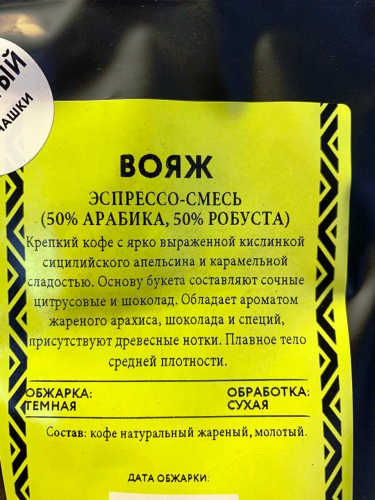 ВОЯЖ
ЭСПРЕССО-СМЕСЬ
(50% АРАБИКА, 50% РОБУСТА)
Крепкий кофе с ярко выраженной кислинкой
сицилийского апельсина и карамельной
сладостью. Основу букета составляют сочные
цитрусовые и шоколад. Обладает ароматом
жареного арахиса, шоколада и специй,
присутствуют древесные нотки. Плавное тело
средней плотности.
ОБЖАРКА: ОБРАБОТКА:
ТЕМНАЯ СУХАЯ
Состав: кофе натуральный жареный, молотый.
ДАТА ОБЖАРКИ: